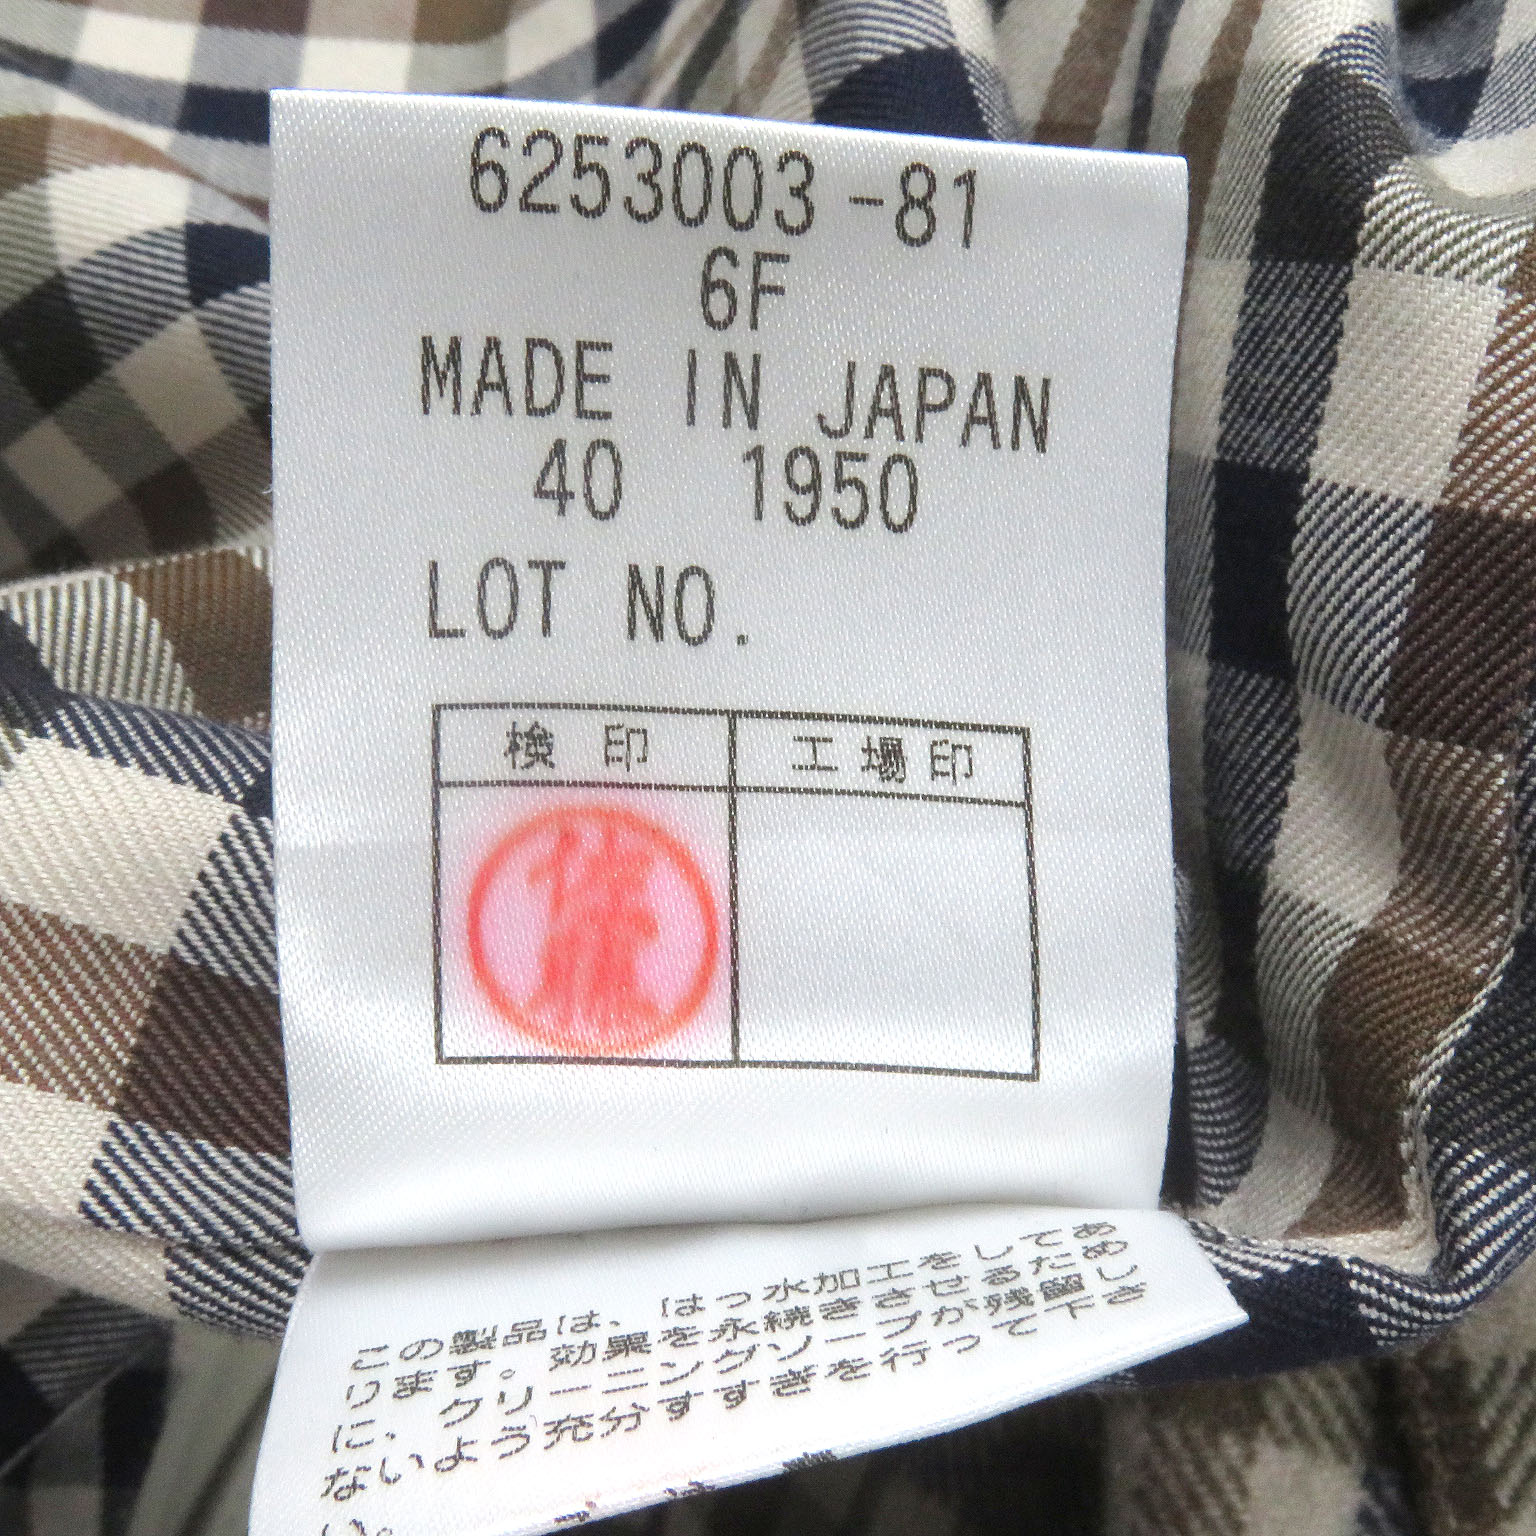 6253003-81
6F
MADE IN JAPAN
40 1950
LOT NO.
検印 工場印
この製品は、はっ水加工をしてあ
ります。効果を永続きさせるため
に、クリーニングソープが残留し
ないよう充分すすぎを行って下さ
い。